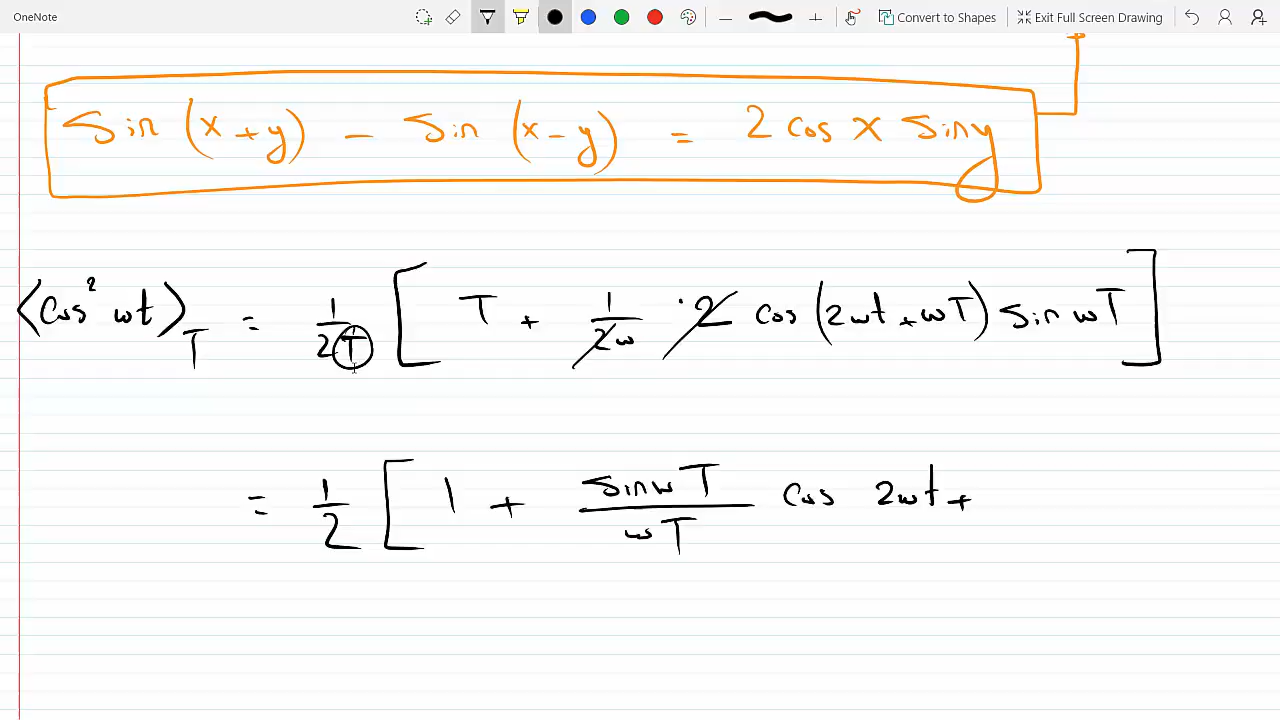 OneNote
Convert to Shapes
Exit Full Screen Drawing
sin (x + y) - sin (x - y) = 2 cos x sin y
⟨cos² ωt⟩_T = 1/2T [ T + 1/2ω · 2 cos (2ωt + ωT) sin ωT ]
= 1/2 [ 1 + sin ωT / ωT cos 2ωt +